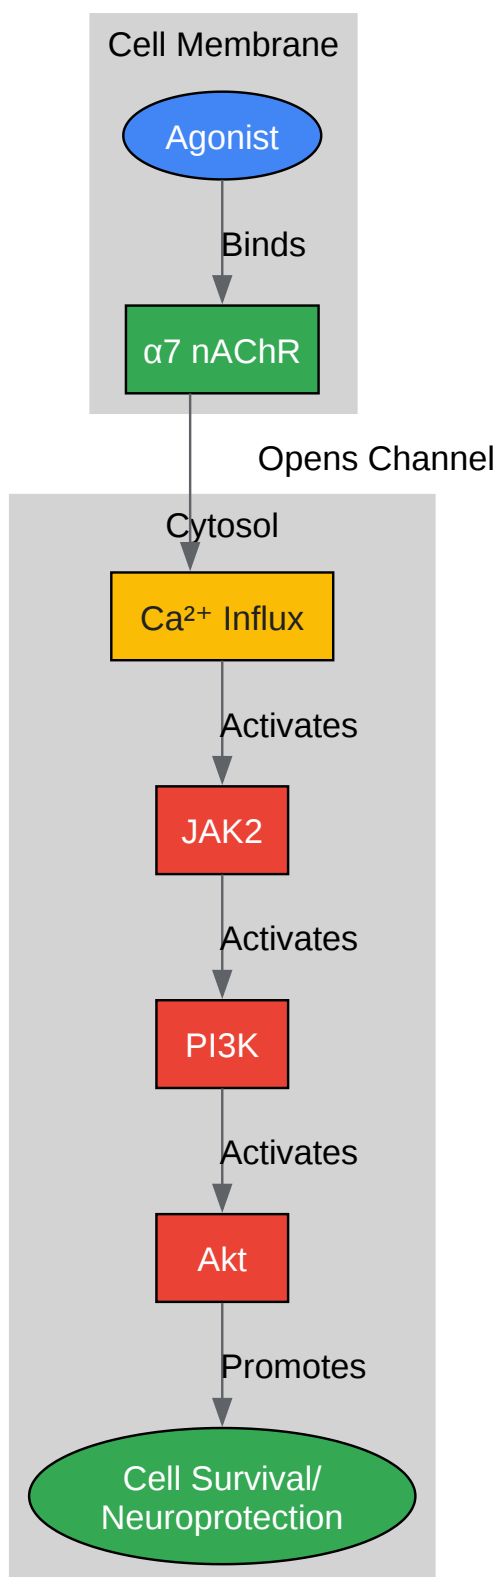 Cell Membrane
Agonist
Binds
α7 nAChR
Opens Channel
Cytosol
Ca²⁺ Influx
Activates
JAK2
Activates
PI3K
Activates
Akt
Promotes
Cell Survival/
Neuroprotection